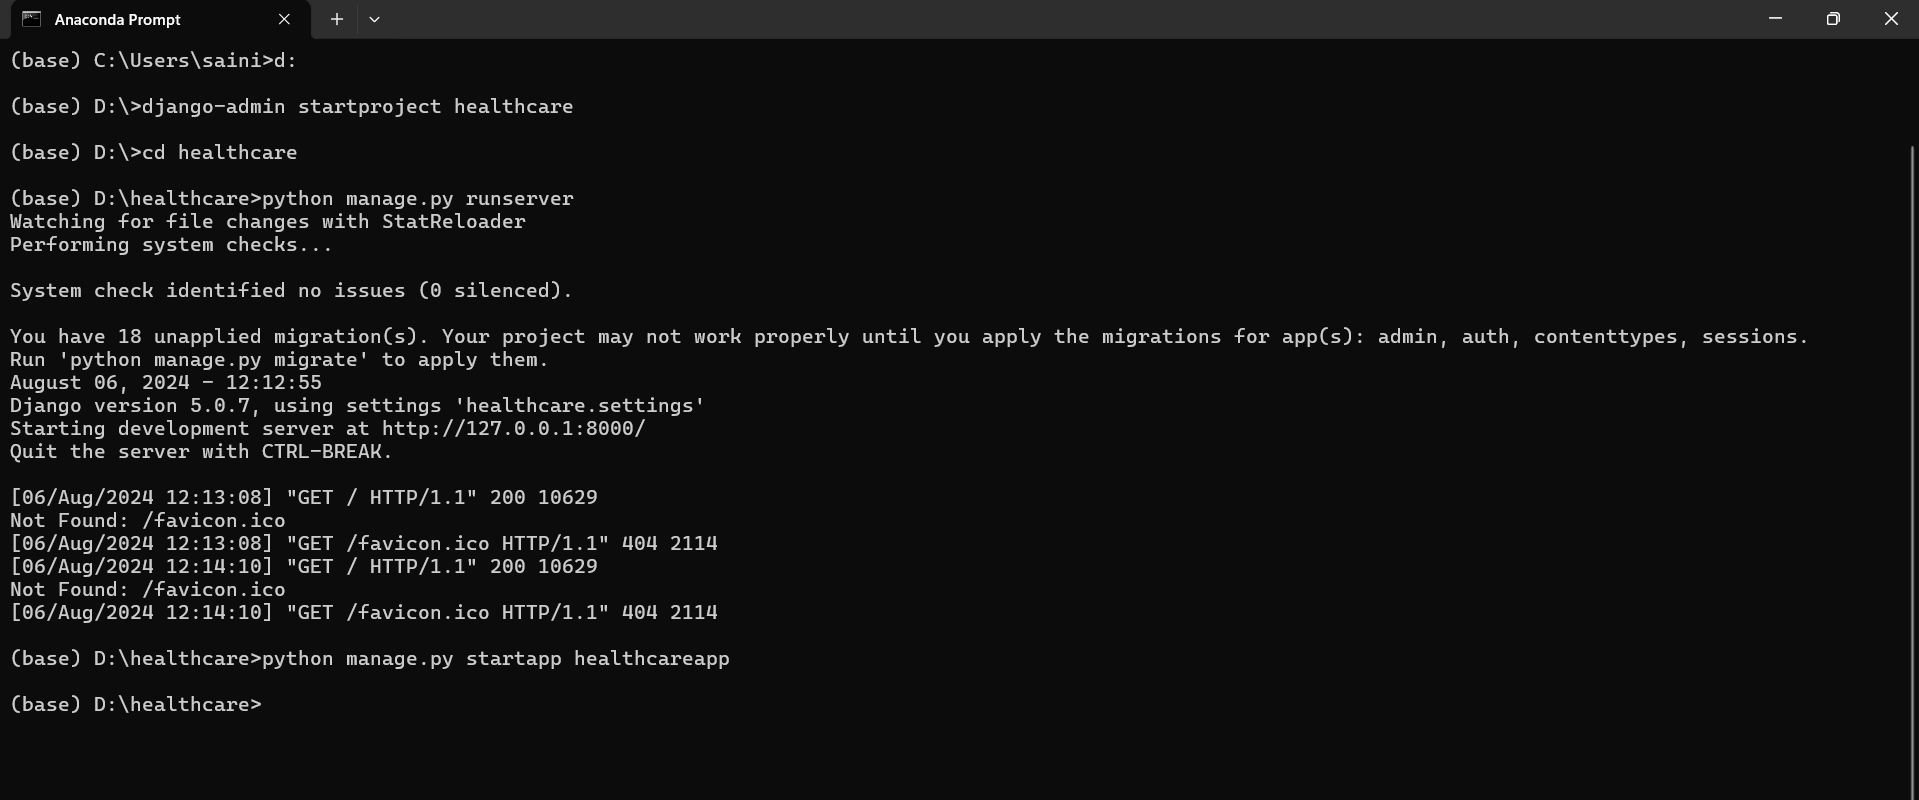 Anaconda Prompt
(base) C:\Users\saini>d:
(base) D:\>django-admin startproject healthcare
(base) D:\>cd healthcare
(base) D:\healthcare>python manage.py runserver
Watching for file changes with StatReloader
Performing system checks...
System check identified no issues (0 silenced).
You have 18 unapplied migration(s). Your project may not work properly until you apply the migrations for app(s): admin, auth, contenttypes, sessions.
Run 'python manage.py migrate' to apply them.
August 06, 2024 - 12:12:55
Django version 5.0.7, using settings 'healthcare.settings'
Starting development server at http://127.0.0.1:8000/
Quit the server with CTRL-BREAK.
[06/Aug/2024 12:13:08] "GET / HTTP/1.1" 200 10629
Not Found: /favicon.ico
[06/Aug/2024 12:13:08] "GET /favicon.ico HTTP/1.1" 404 2114
[06/Aug/2024 12:14:10] "GET / HTTP/1.1" 200 10629
Not Found: /favicon.ico
[06/Aug/2024 12:14:10] "GET /favicon.ico HTTP/1.1" 404 2114
(base) D:\healthcare>python manage.py startapp healthcareapp
(base) D:\healthcare>